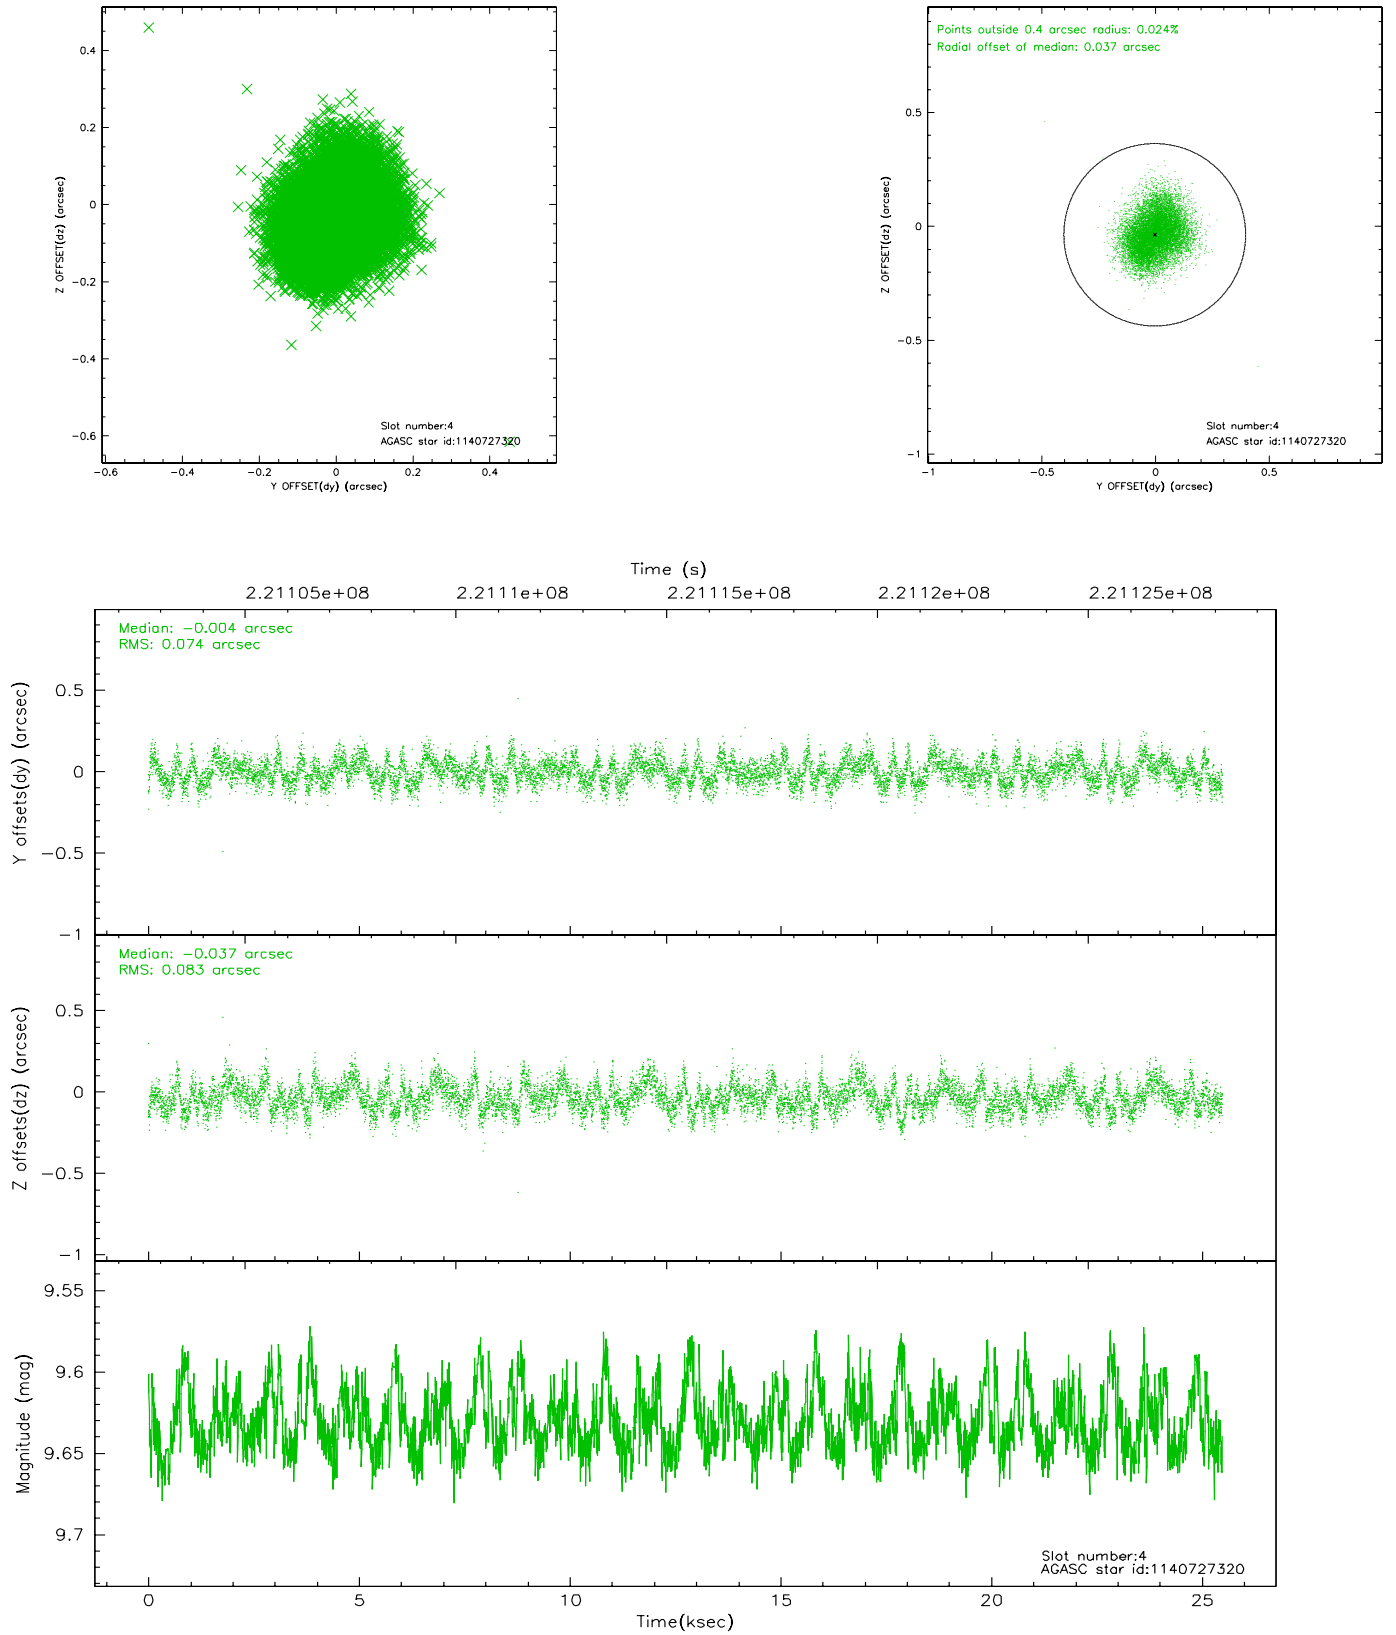 0.4
0.2
0
−0.2
−0.4
−0.6
Z OFFSET(dz) (arcsec)
Slot number:4
AGASC star id:1140727320
−0.6 −0.4 −0.2 0 0.2 0.4
Y OFFSET(dy) (arcsec)
Points outside 0.4 arcsec radius: 0.024%
Radial offset of median: 0.037 arcsec
0.5
0
−0.5
−1
Z OFFSET(dz) (arcsec)
Slot number:4
AGASC star id:1140727320
−1 −0.5 0 0.5
Y OFFSET(dy) (arcsec)
Time (s)
2.21105e+08 2.2111e+08 2.21115e+08 2.2112e+08 2.21125e+08
Median: −0.004 arcsec
RMS: 0.074 arcsec
0.5
0
−0.5
−1
Y offsets(dy) (arcsec)
Median: −0.037 arcsec
RMS: 0.083 arcsec
0.5
0
−0.5
−1
Z offsets(dz) (arcsec)
9.55
9.6
9.65
9.7
Magnitude (mag)
Slot number:4
AGASC star id:1140727320
0 5 10 15 20 25
Time(ksec)